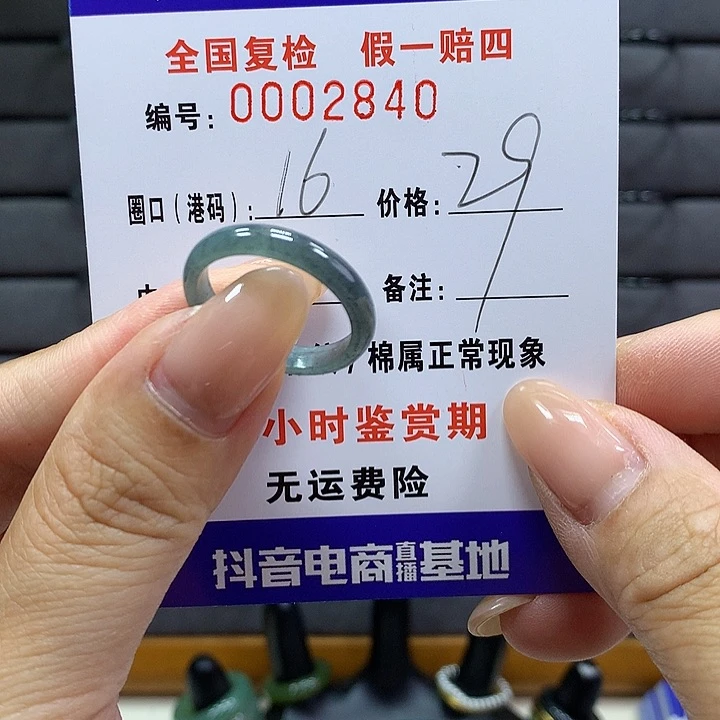 全国复检 假一赔四
编号：0002840
圈口（港码）：16 价格：29
备注：
/棉属正常现象
小时鉴赏期
无运费险
抖音电商直播基地